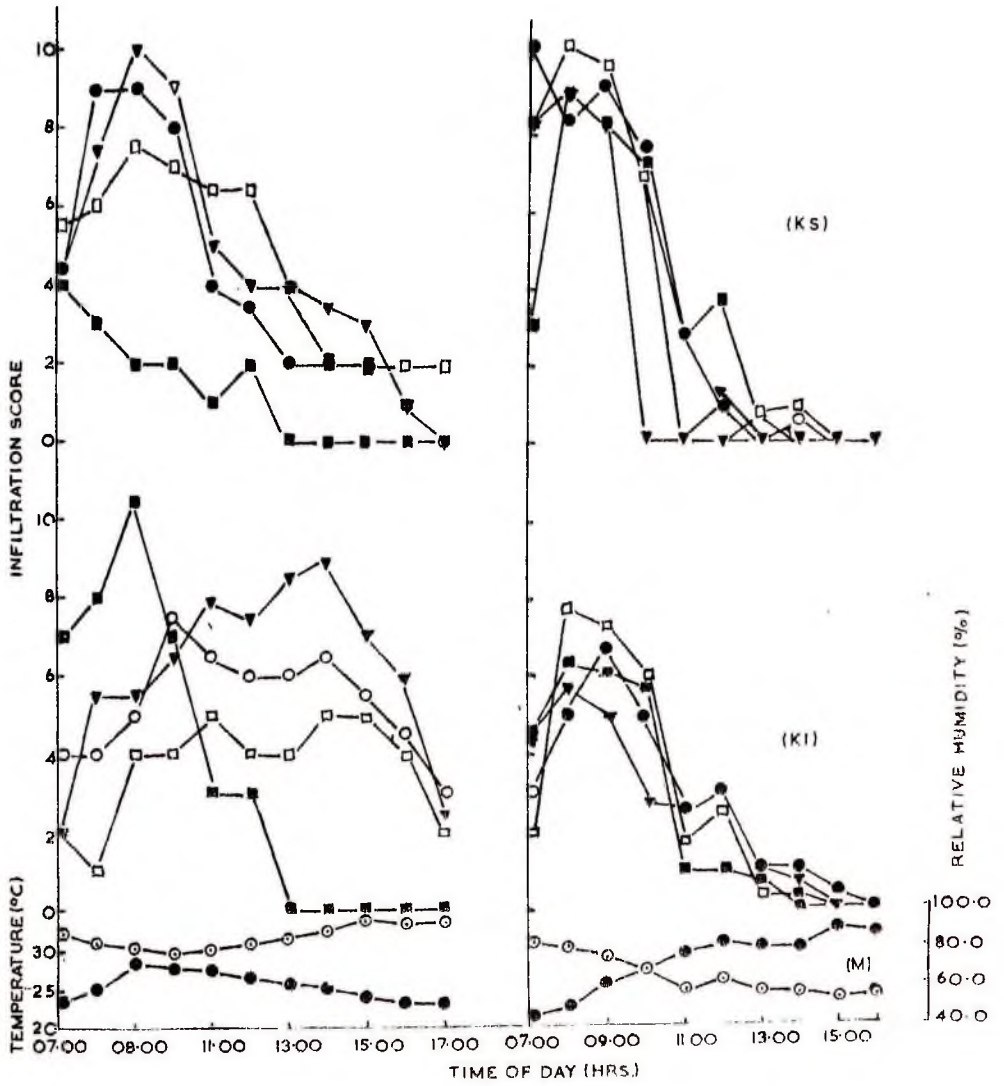 10
8
6
4
2
0
INFILTRATION SCORE
10
8
6
4
2
0
TEMPERATURE (°C)
30
25
20
(KS)
(KI)
(M)
RELATIVE HUMIDITY (%)
100·0
80·0
60·0
40·0
07·00 08·00 11·00 13·00 15·00 17·00 07·00 09·00 11·00 13·00 15·00
TIME OF DAY (HRS.)